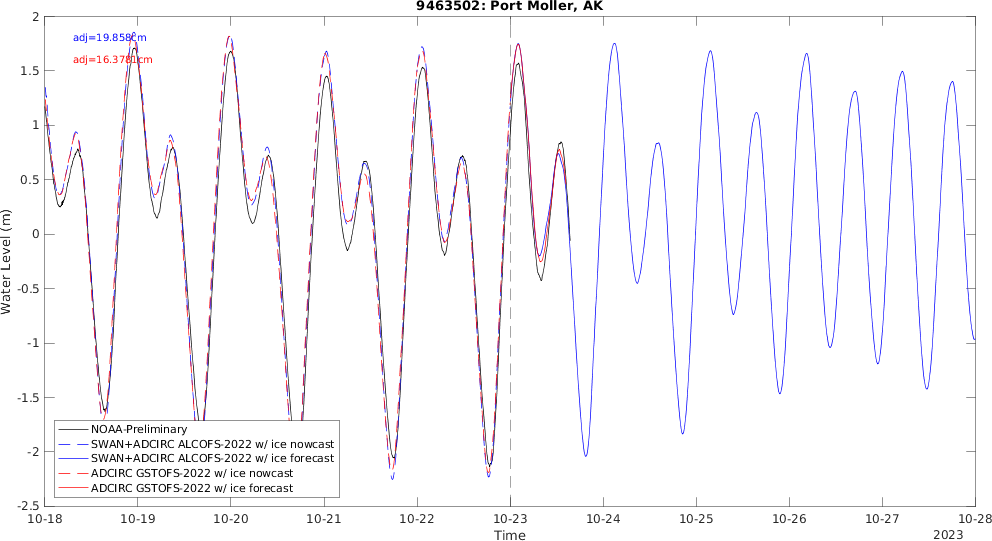 9463502: Port Moller, AK
adj=19.858cm
adj=16.3781cm
Water Level (m)
2
1.5
1
0.5
0
-0.5
-1
-1.5
-2
-2.5
NOAA-Preliminary
SWAN+ADCIRC ALCOFS-2022 w/ ice nowcast
SWAN+ADCIRC ALCOFS-2022 w/ ice forecast
ADCIRC GSTOFS-2022 w/ ice nowcast
ADCIRC GSTOFS-2022 w/ ice forecast
10-18 10-19 10-20 10-21 10-22 10-23 10-24 10-25 10-26 10-27 10-28
Time
2023